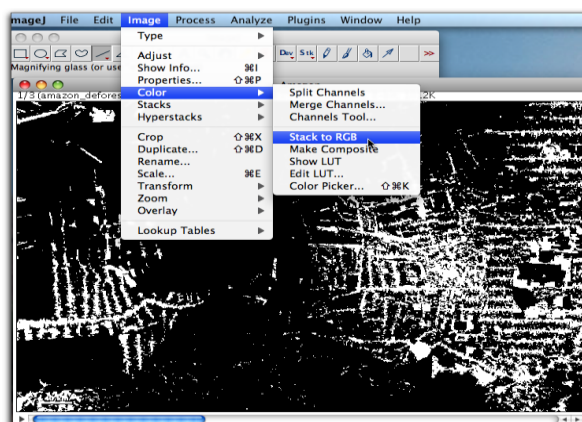 mageJ File Edit Image Process Analyze Plugins Window Help
Dev Stk >>
Magnifying glass (or use
Type
Adjust
Show Info... ⌘I
Properties... ⇧⌘P
Color
Stacks
Hyperstacks
Crop ⇧⌘X
Duplicate... ⇧⌘D
Rename...
Scale... ⌘E
Transform
Zoom
Overlay
Lookup Tables
1/3 (amazon_defores
2K
Split Channels
Merge Channels...
Channels Tool...
Stack to RGB
Make Composite
Show LUT
Edit LUT...
Color Picker... ⇧⌘K